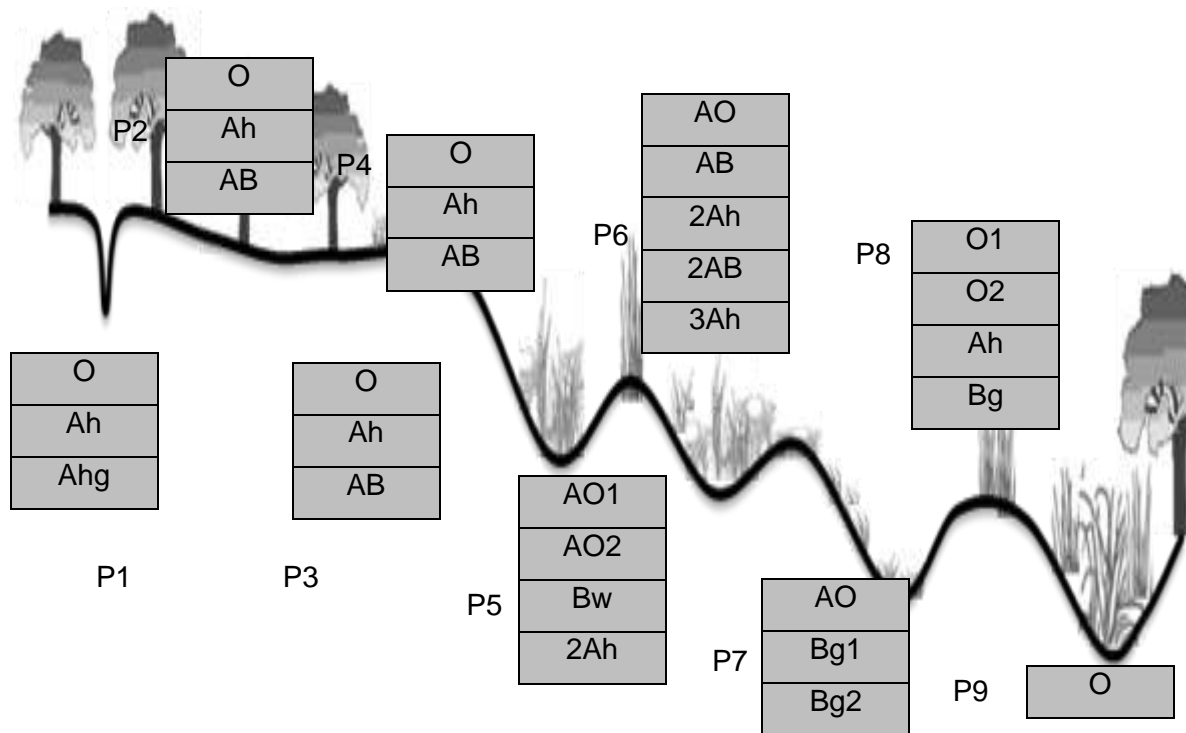 P1
O
Ah
Ahg
P2
O
Ah
AB
P3
O
Ah
AB
P4
O
Ah
AB
P5
AO1
AO2
Bw
2Ah
P6
AO
AB
2Ah
2AB
3Ah
P7
AO
Bg1
Bg2
P8
O1
O2
Ah
Bg
P9
O